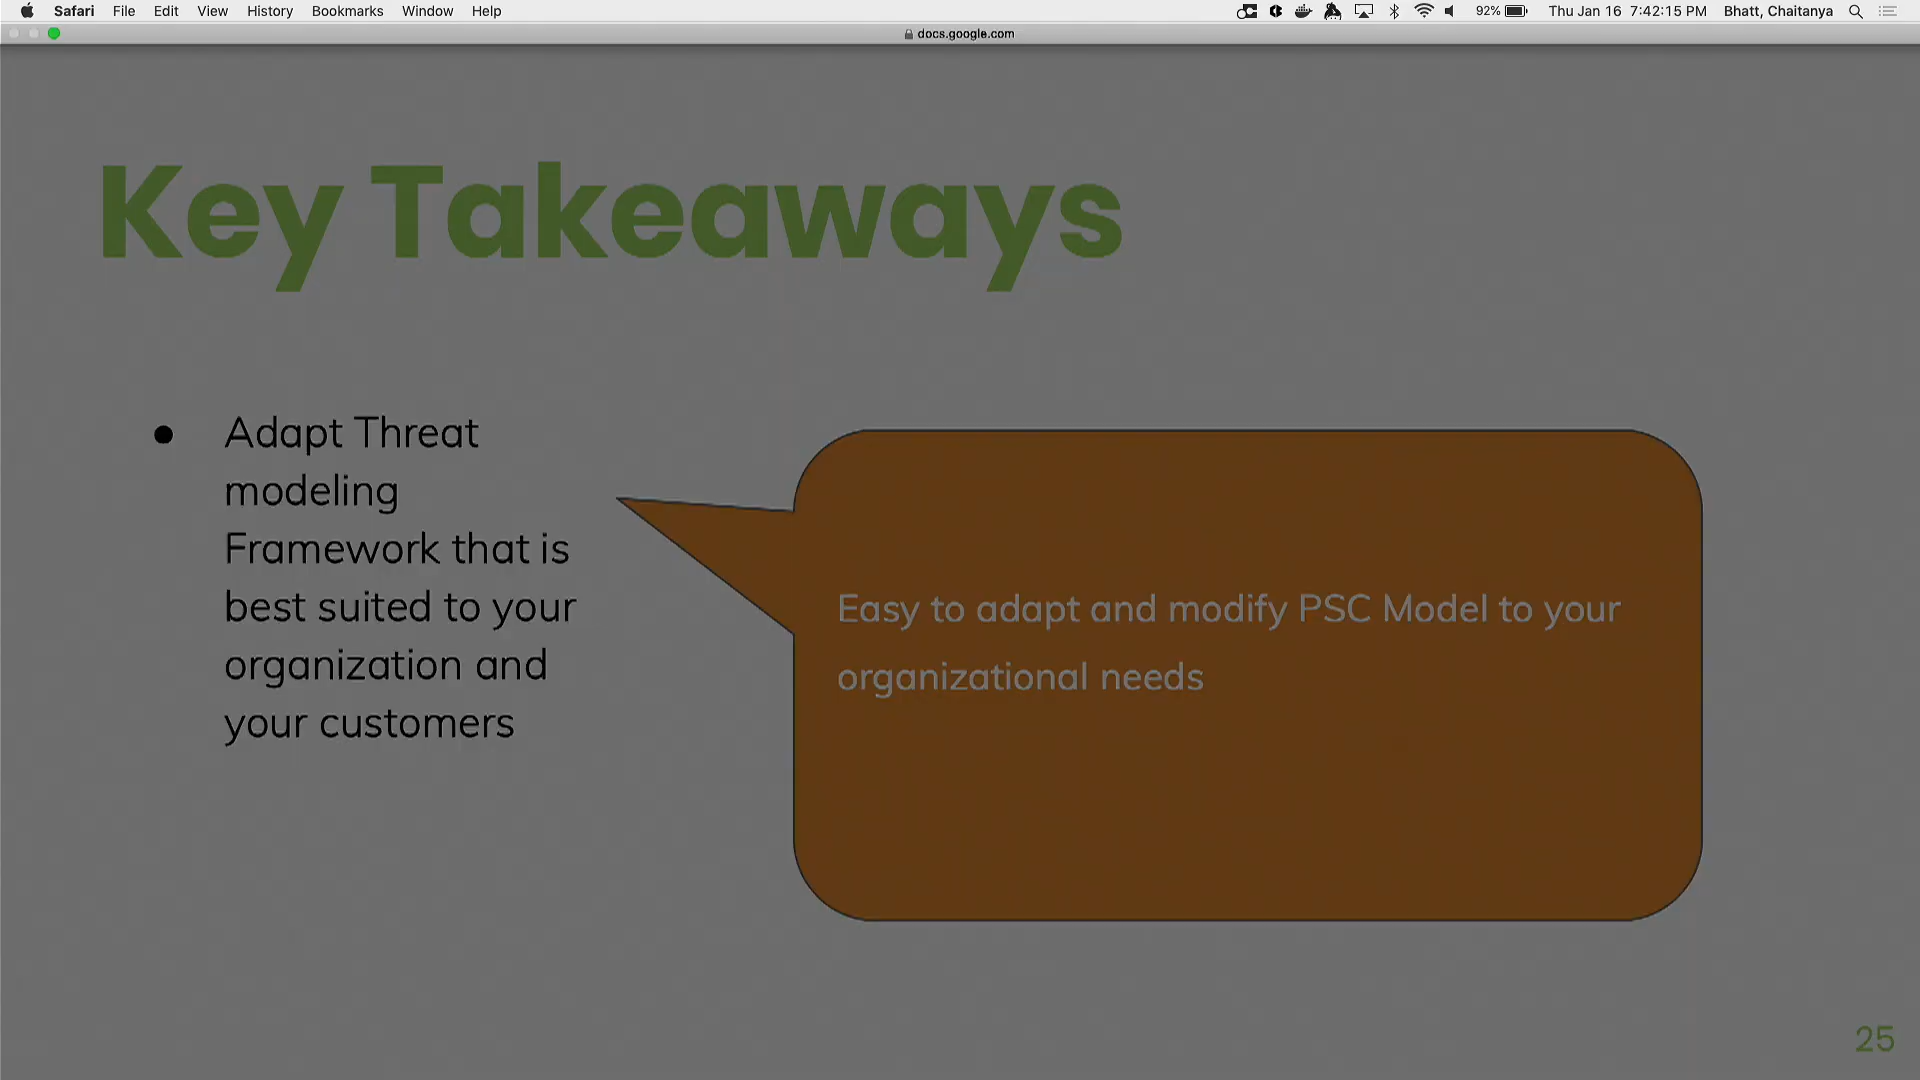 Safari File Edit View History Bookmarks Window Help 92% Thu Jan 16 7:42:15 PM Bhatt, Chaitanya
docs.google.com
Key Takeaways
● Adapt Threat
modeling
Framework that is
best suited to your
organization and
your customers
Easy to adapt and modify PSC Model to your
organizational needs
25